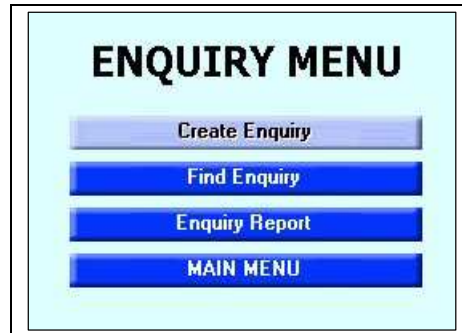 ENQUIRY MENU
Create Enquiry
Find Enquiry
Enquiry Report
MAIN MENU